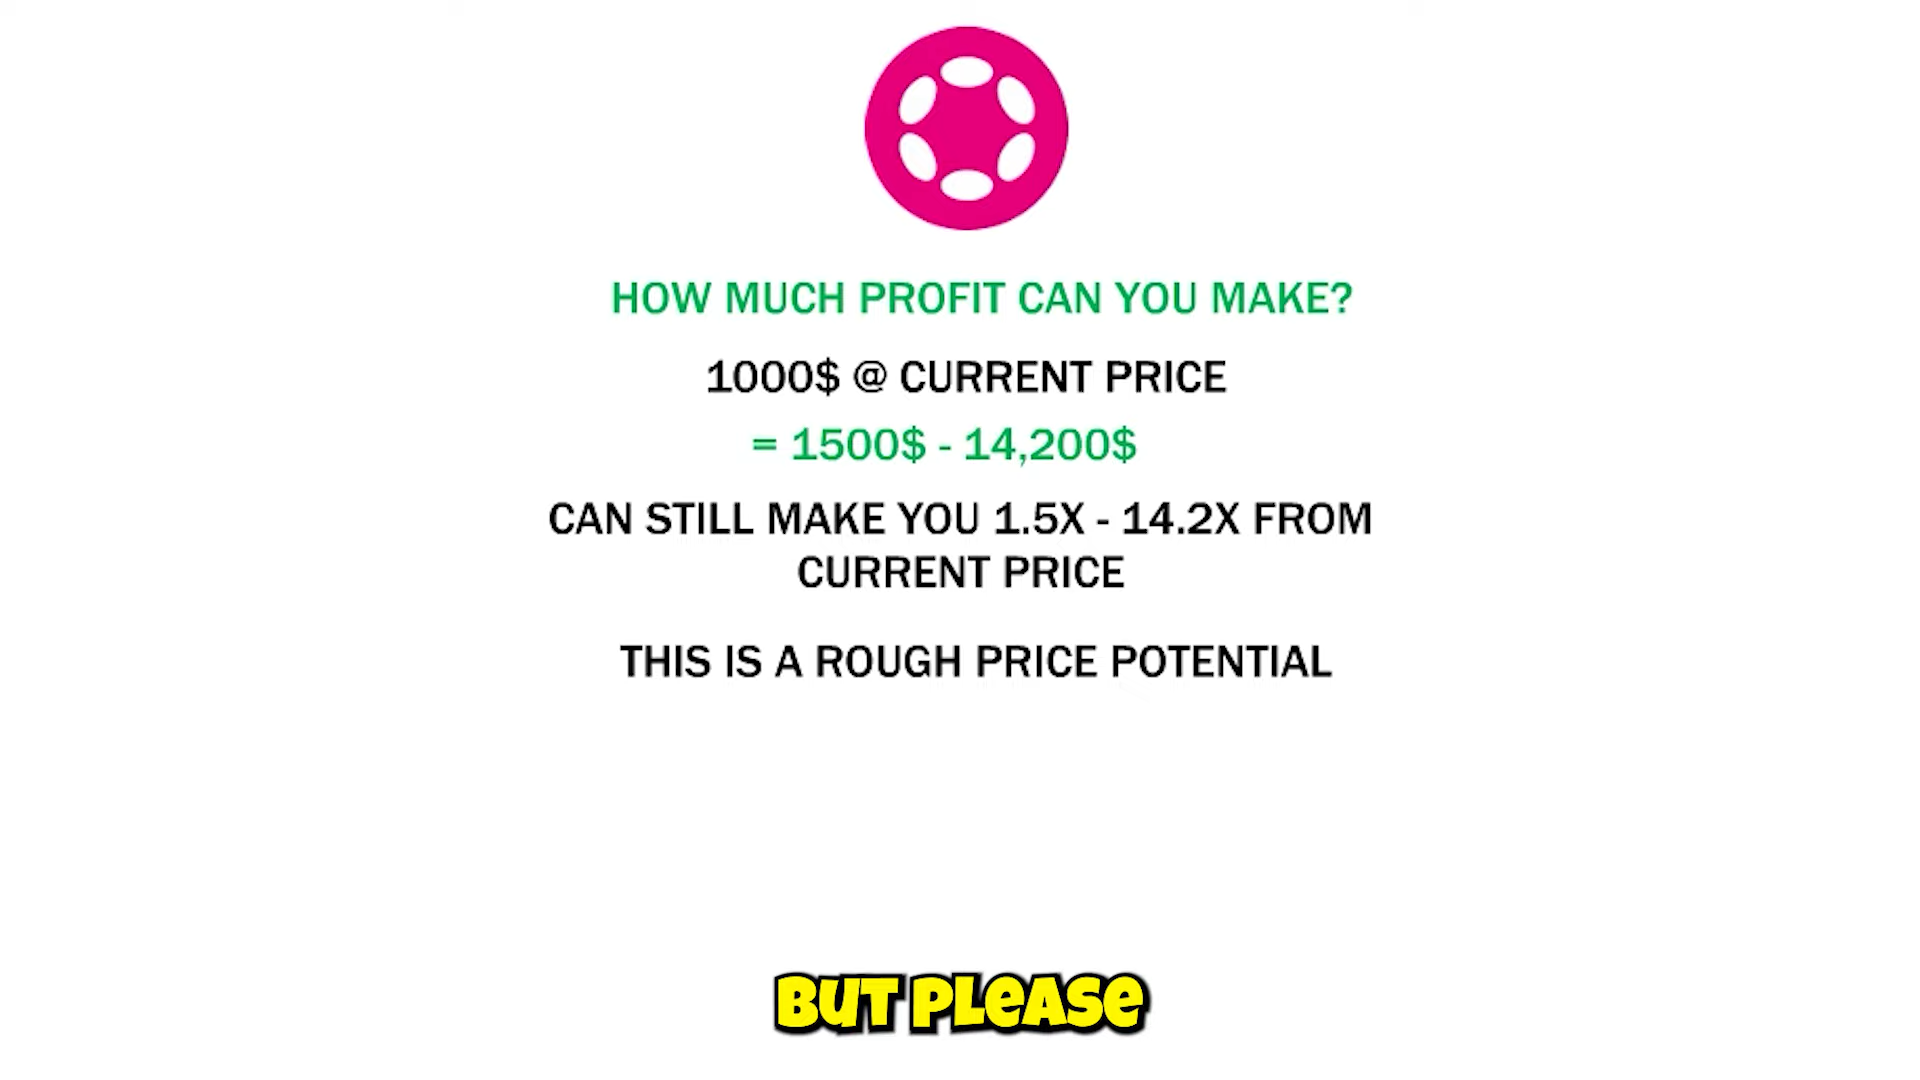 HOW MUCH PROFIT CAN YOU MAKE?
1000$ @ CURRENT PRICE
= 1500$ - 14,200$
CAN STILL MAKE YOU 1.5X - 14.2X FROM
CURRENT PRICE
THIS IS A ROUGH PRICE POTENTIAL
BUT PLEASE